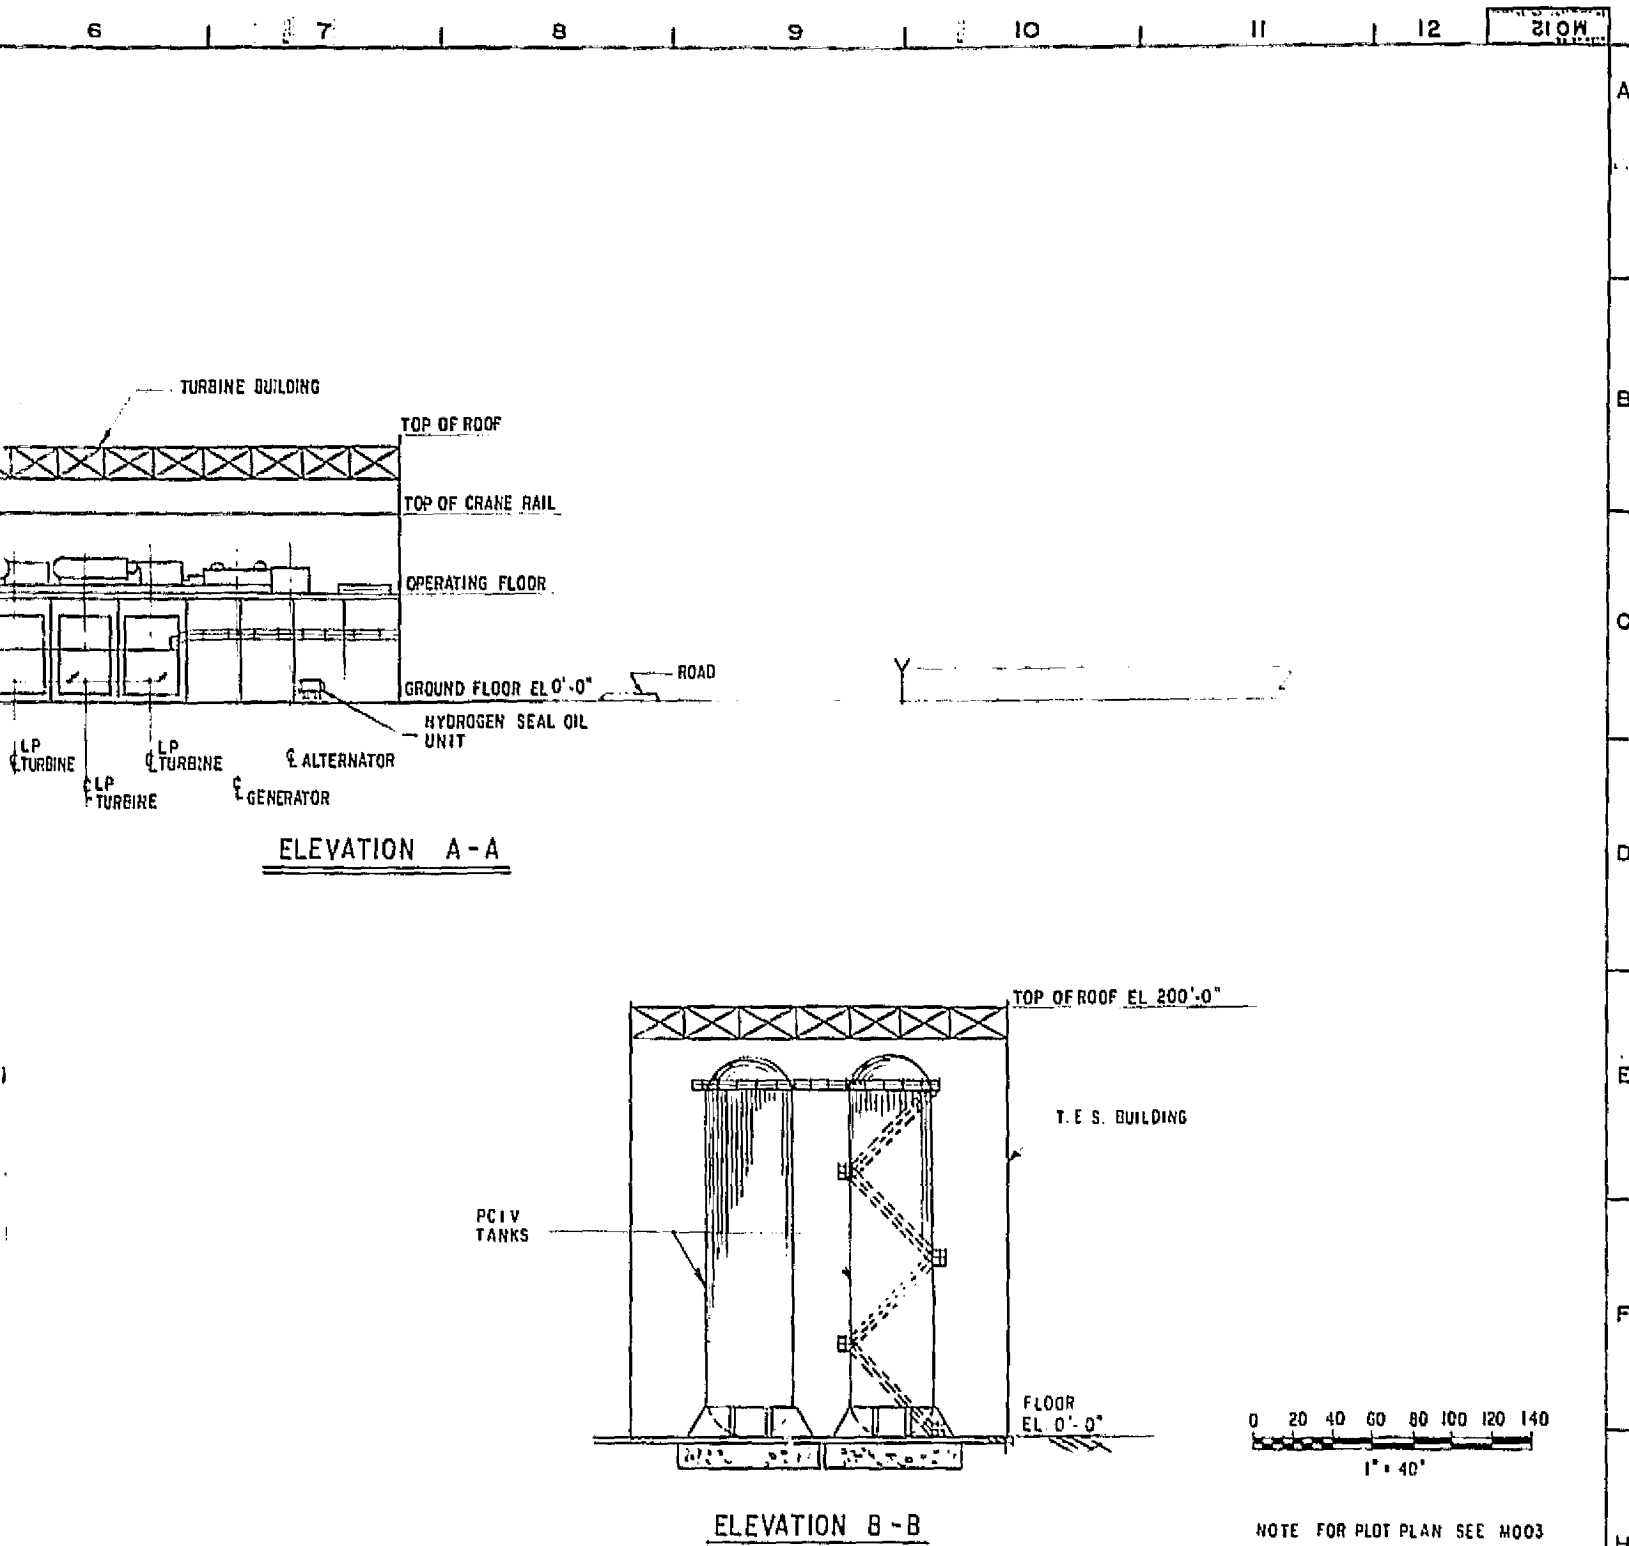 6 7 8 9 10 11 12
M012
A
TURBINE BUILDING
B
TOP OF ROOF
TOP OF CRANE RAIL
OPERATING FLOOR
C
ROAD
GROUND FLOOR EL 0'-0"
HYDROGEN SEAL OIL
UNIT
℄ LP
TURBINE
℄ LP
TURBINE
℄ ALTERNATOR
℄ LP
TURBINE
℄ GENERATOR
ELEVATION A-A
D
TOP OF ROOF EL 200'-0"
E
T.E S. BUILDING
PCIV
TANKS
F
FLOOR
EL. 0'-0"
0 20 40 60 80 100 120 140
1" = 40'
ELEVATION B-B
NOTE FOR PLOT PLAN SEE M003
H